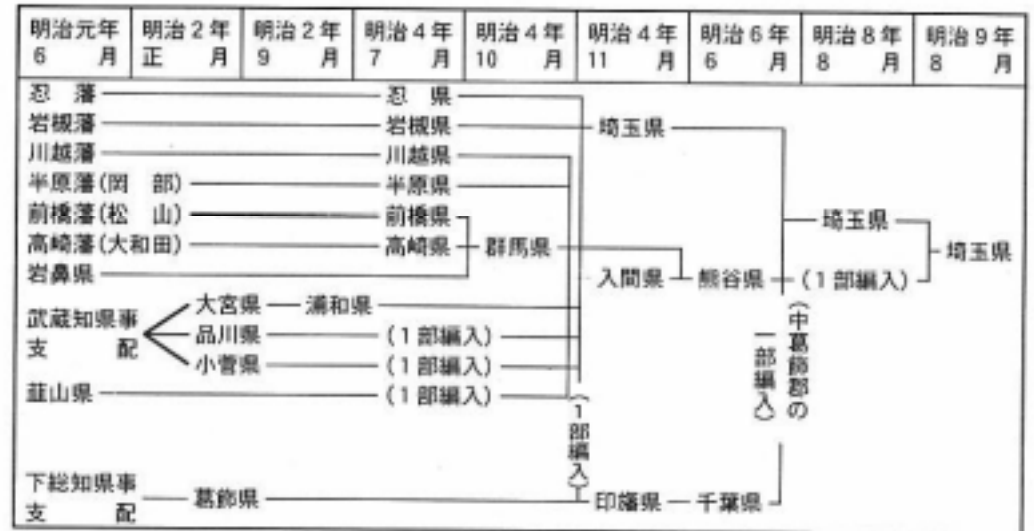 明治元年6月 明治2年正月 明治2年9月 明治4年7月 明治4年10月 明治4年11月 明治6年6月 明治8年8月 明治9年8月
忍藩 忍県
岩槻藩 岩槻県 埼玉県
川越藩 川越県
半原藩(岡部) 半原県
前橋藩(松山) 前橋県 埼玉県
高崎藩(大和田) 高崎県 群馬県 埼玉県
岩鼻県 入間県 熊谷県 (1部編入)
大宮県 浦和県
武蔵知県事
支配
品川県 (1部編入)
小菅県 (1部編入)
韮山県 (1部編入)
(1部編入)
(中葛飾郡の
一部編入)
下総知県事
支配
葛飾県 印旛県 千葉県